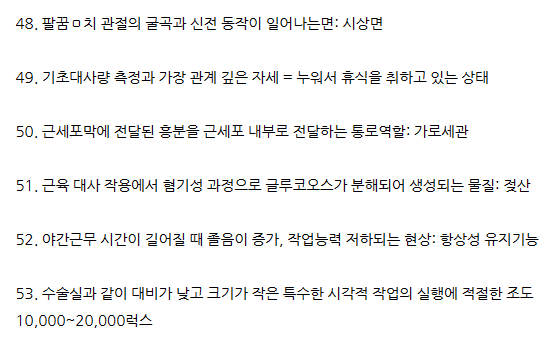 48. 팔꿈ㅁ치 관절의 굴곡과 신전 동작이 일어나는면: 시상면
49. 기초대사량 측정과 가장 관계 깊은 자세 = 누워서 휴식을 취하고 있는 상태
50. 근세포막에 전달된 흥분을 근세포 내부로 전달하는 통로역할: 가로세관
51. 근육 대사 작용에서 혐기성 과정으로 글루코오스가 분해되어 생성되는 물질: 젖산
52. 야간근무 시간이 길어질 때 졸음이 증가, 작업능력 저하되는 현상: 항상성 유지기능
53. 수술실과 같이 대비가 낮고 크기가 작은 특수한 시각적 작업의 실행에 적절한 조도
10,000~20,000럭스